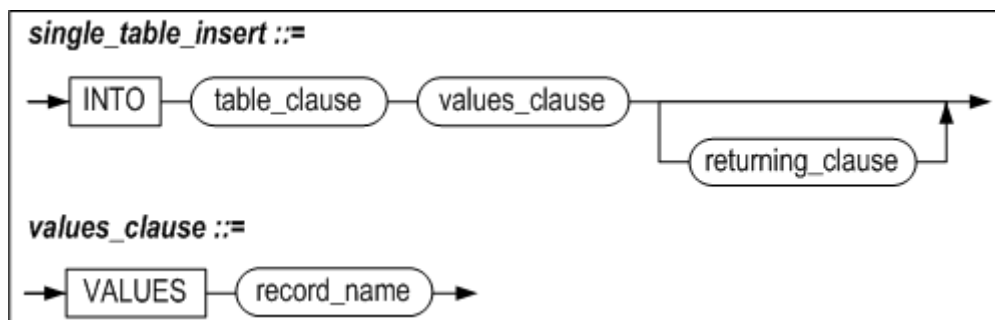 single_table_insert ::=
INTO table_clause values_clause
returning_clause
values_clause ::=
VALUES record_name